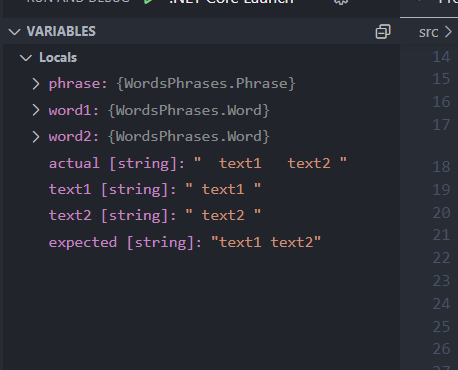 RUN AND DEBUG .NET Core Launch
VARIABLES
src
Locals
phrase: {WordsPhrases.Phrase}
word1: {WordsPhrases.Word}
word2: {WordsPhrases.Word}
actual [string]: "  text1   text2 "
text1 [string]: " text1 "
text2 [string]: " text2 "
expected [string]: "text1 text2"
14
15
16
17
18
19
20
21
22
23
24
25
26